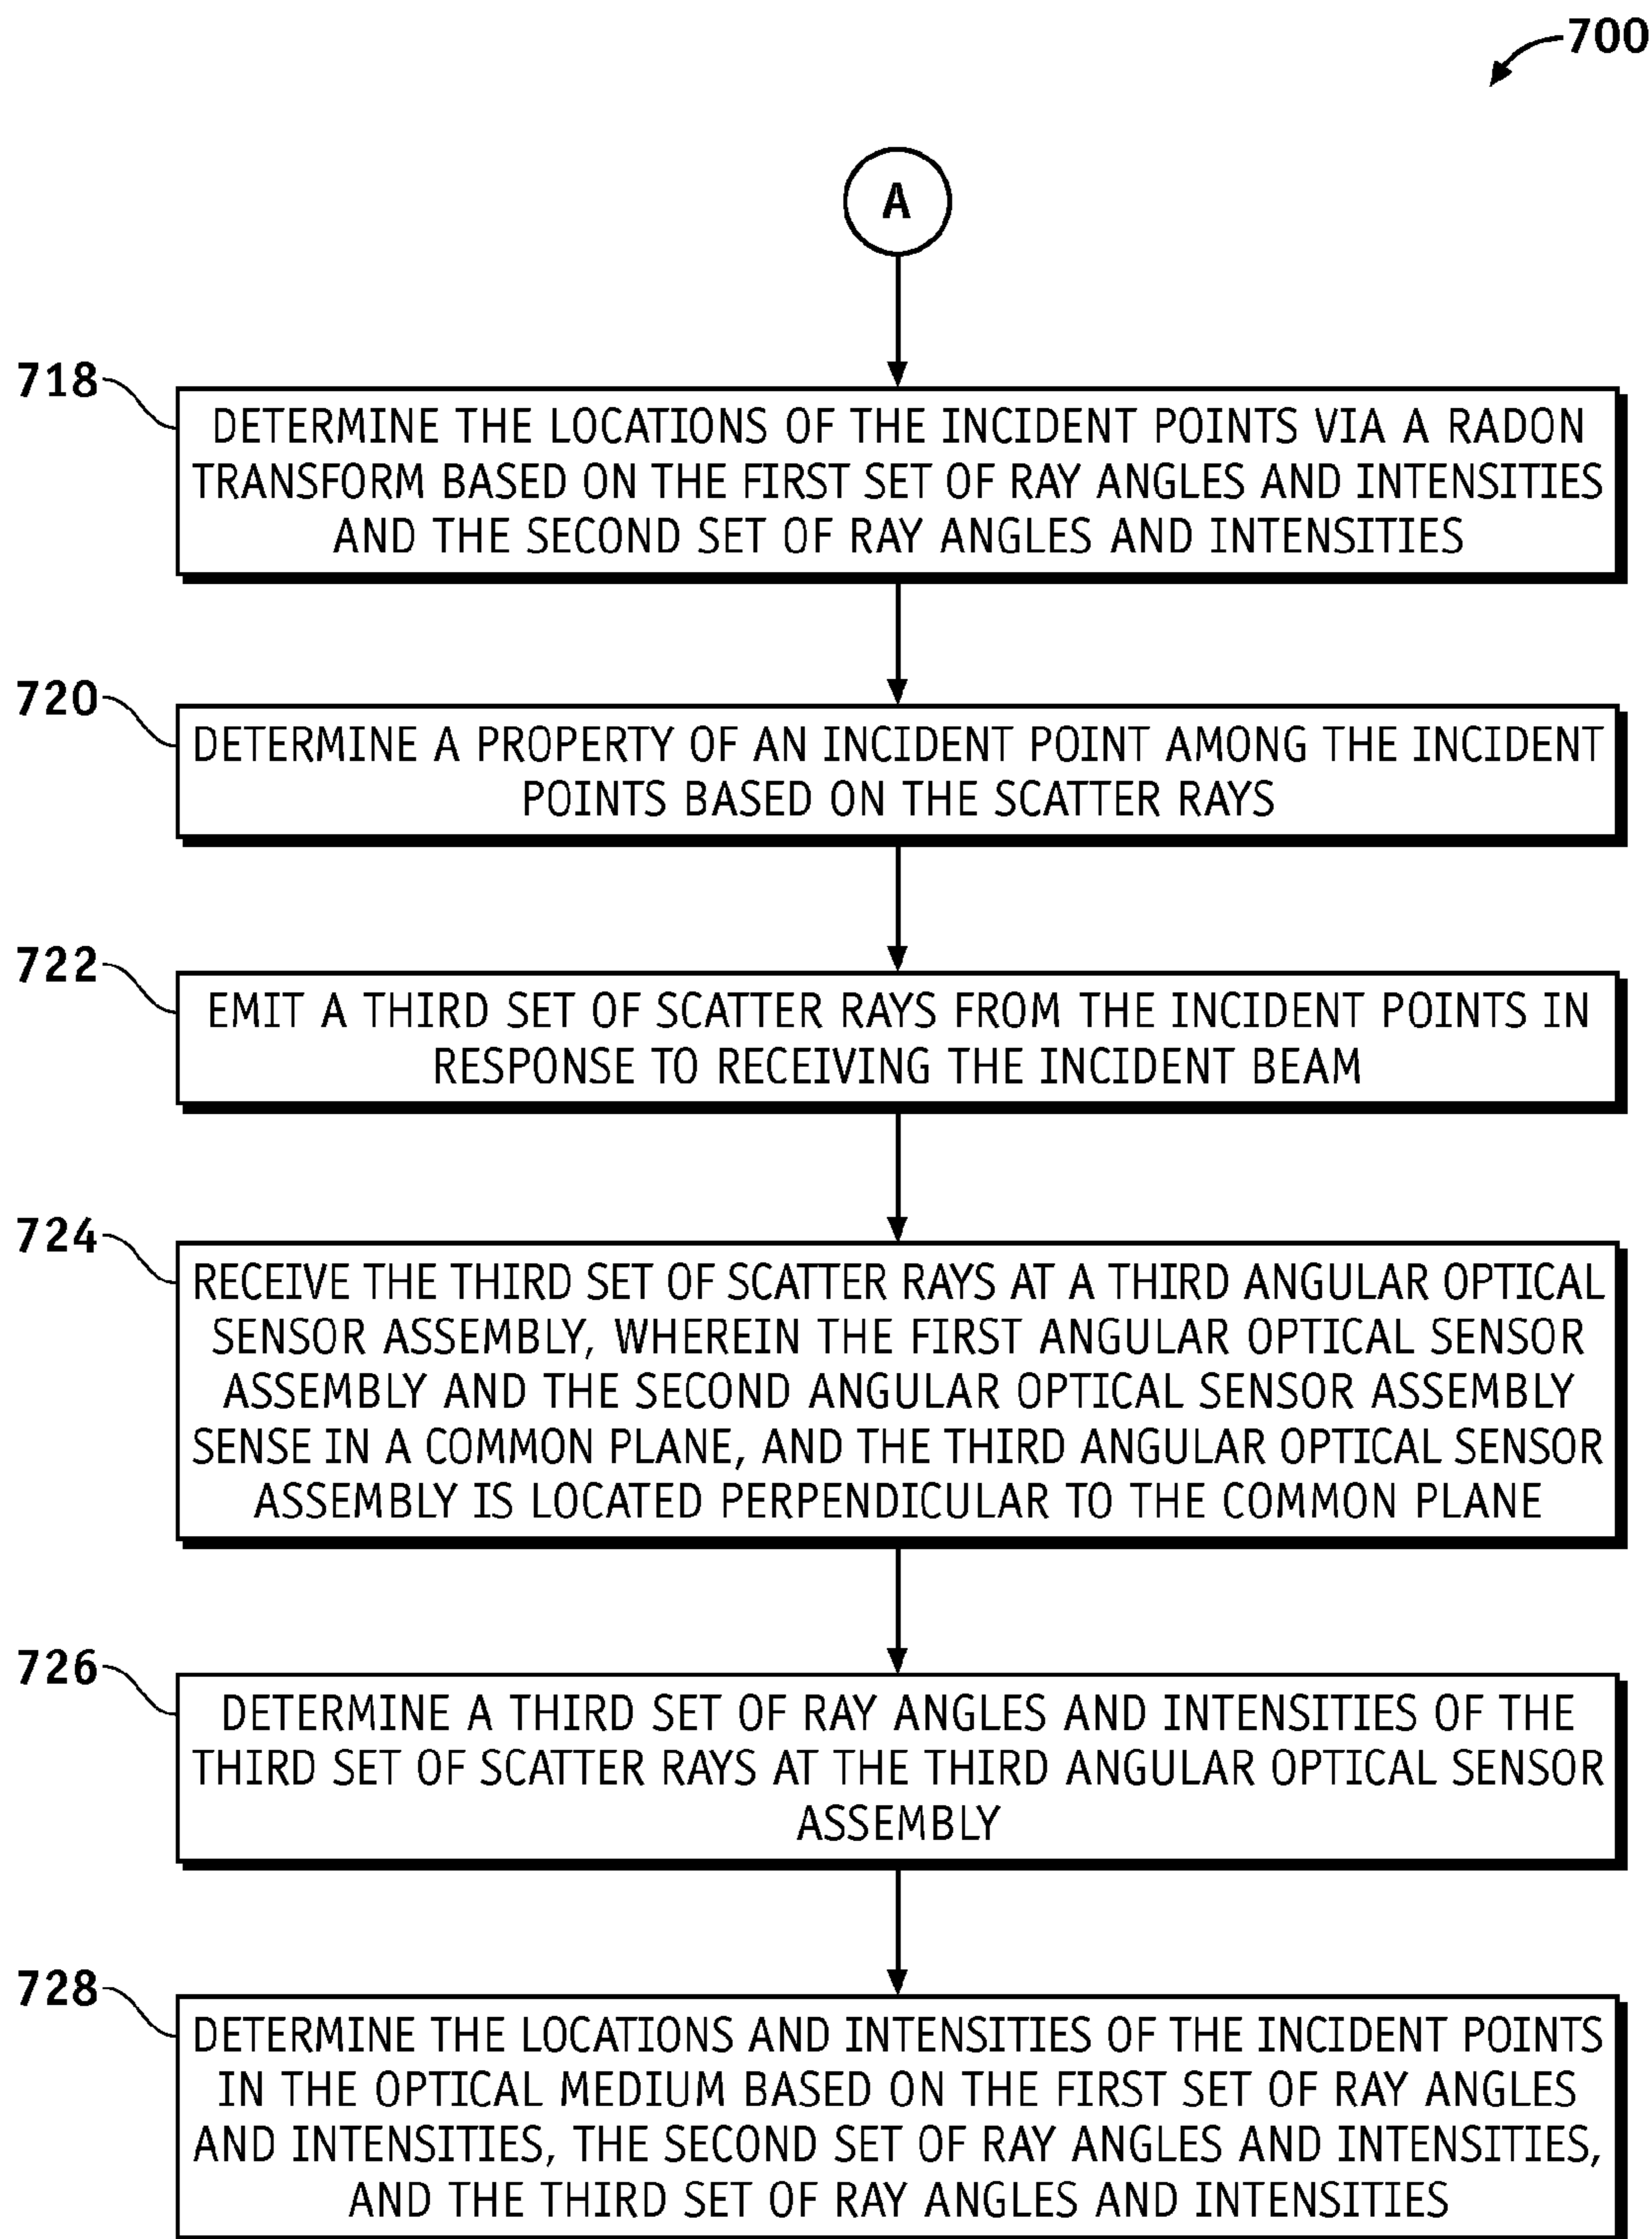 700
A
718
DETERMINE THE LOCATIONS OF THE INCIDENT POINTS VIA A RADON
TRANSFORM BASED ON THE FIRST SET OF RAY ANGLES AND INTENSITIES
AND THE SECOND SET OF RAY ANGLES AND INTENSITIES
720
DETERMINE A PROPERTY OF AN INCIDENT POINT AMONG THE INCIDENT
POINTS BASED ON THE SCATTER RAYS
722
EMIT A THIRD SET OF SCATTER RAYS FROM THE INCIDENT POINTS IN
RESPONSE TO RECEIVING THE INCIDENT BEAM
724
RECEIVE THE THIRD SET OF SCATTER RAYS AT A THIRD ANGULAR OPTICAL
SENSOR ASSEMBLY, WHEREIN THE FIRST ANGULAR OPTICAL SENSOR
ASSEMBLY AND THE SECOND ANGULAR OPTICAL SENSOR ASSEMBLY
SENSE IN A COMMON PLANE, AND THE THIRD ANGULAR OPTICAL SENSOR
ASSEMBLY IS LOCATED PERPENDICULAR TO THE COMMON PLANE
726
DETERMINE A THIRD SET OF RAY ANGLES AND INTENSITIES OF THE
THIRD SET OF SCATTER RAYS AT THE THIRD ANGULAR OPTICAL SENSOR
ASSEMBLY
728
DETERMINE THE LOCATIONS AND INTENSITIES OF THE INCIDENT POINTS
IN THE OPTICAL MEDIUM BASED ON THE FIRST SET OF RAY ANGLES
AND INTENSITIES, THE SECOND SET OF RAY ANGLES AND INTENSITIES,
AND THE THIRD SET OF RAY ANGLES AND INTENSITIES